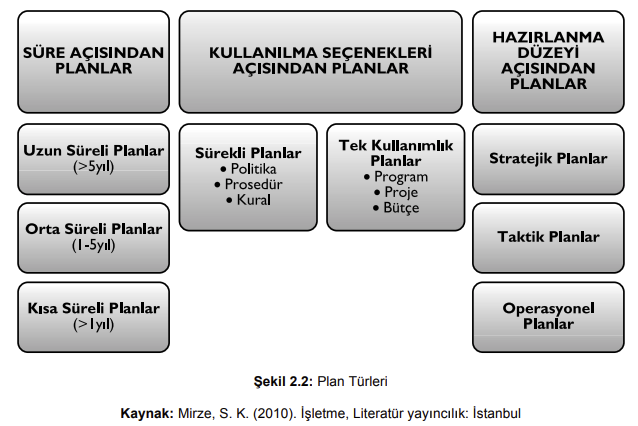 SÜRE AÇISINDAN
PLANLAR
Uzun Süreli Planlar
(>5yıl)
Orta Süreli Planlar
(1-5yıl)
Kısa Süreli Planlar
(>1yıl)
KULLANILMA SEÇENEKLERİ
AÇISINDAN PLANLAR
Sürekli Planlar
• Politika
• Prosedür
• Kural
Tek Kullanımlık
Planlar
• Program
• Proje
• Bütçe
HAZIRLANMA
DÜZEYİ
AÇISINDAN
PLANLAR
Stratejik Planlar
Taktik Planlar
Operasyonel
Planlar
Şekil 2.2: Plan Türleri
Kaynak: Mirze, S. K. (2010). İşletme, Literatür yayıncılık: İstanbul